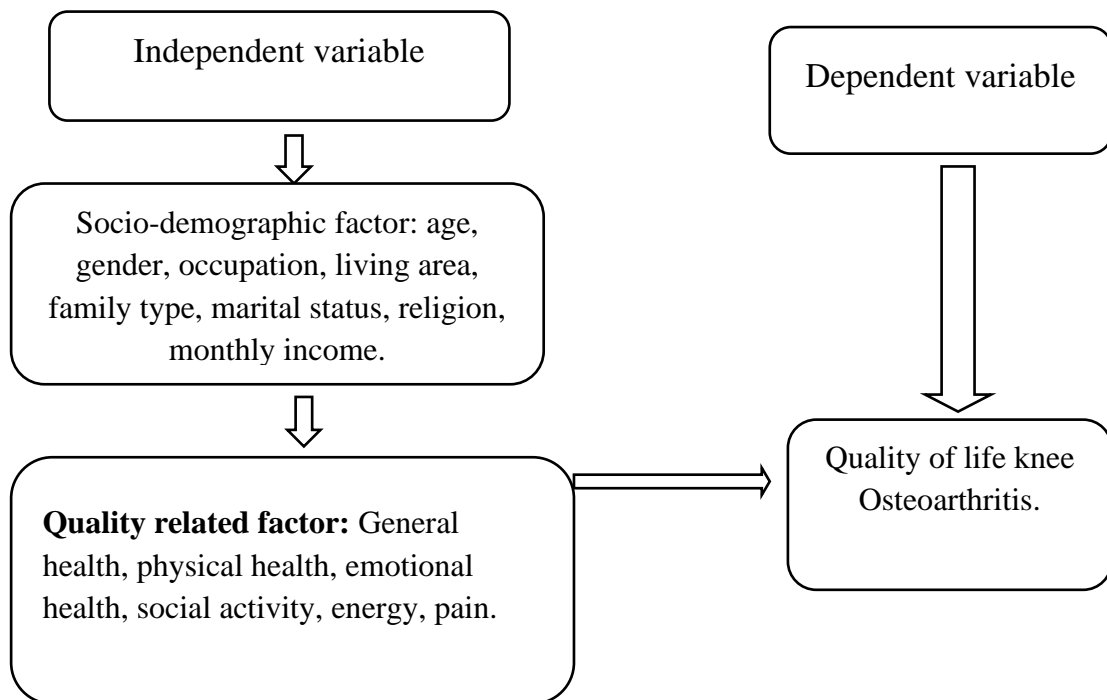 Independent variable
Dependent variable
Socio-demographic factor: age,
gender, occupation, living area,
family type, marital status, religion,
monthly income.
Quality of life knee
Osteoarthritis.
Quality related factor: General
health, physical health, emotional
health, social activity, energy, pain.